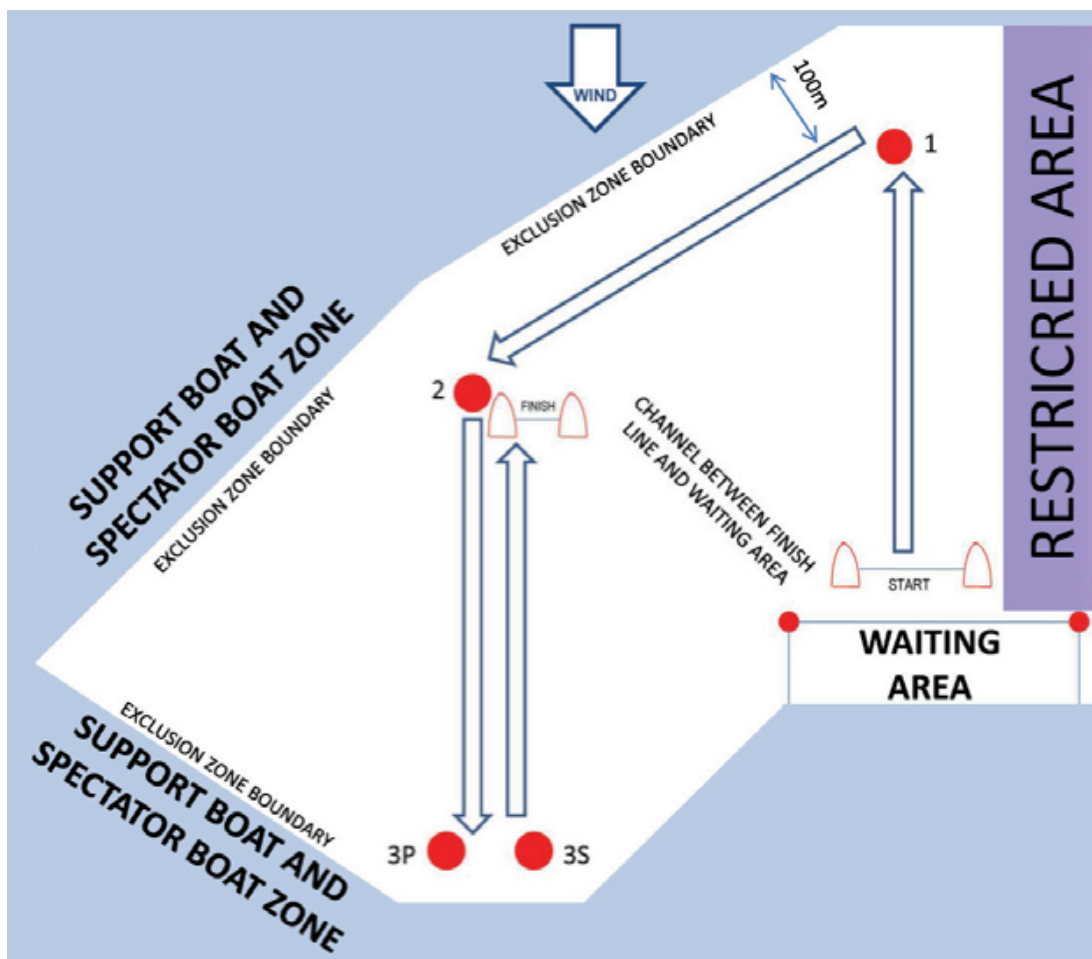 WIND
100m
1
EXCLUSION ZONE BOUNDARY
RESTRICRED AREA
SUPPORT BOAT AND
SPECTATOR BOAT ZONE
EXCLUSION ZONE BOUNDARY
2
FINISH
CHANNEL BETWEEN FINISH
LINE AND WAITING AREA
START
WAITING
AREA
EXCLUSION ZONE BOUNDARY
SUPPORT BOAT AND
SPECTATOR BOAT ZONE
3P
3S